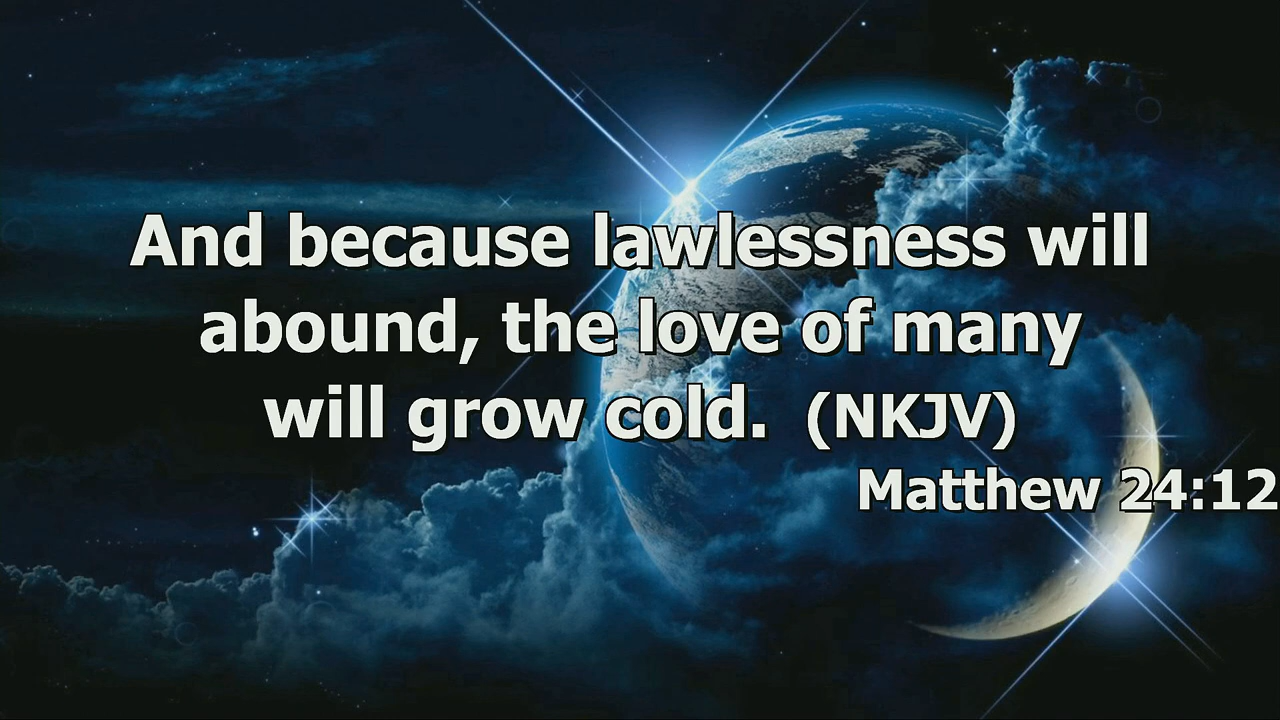 And because lawlessness will
abound, the love of many
will grow cold. (NKJV)
Matthew 24:12